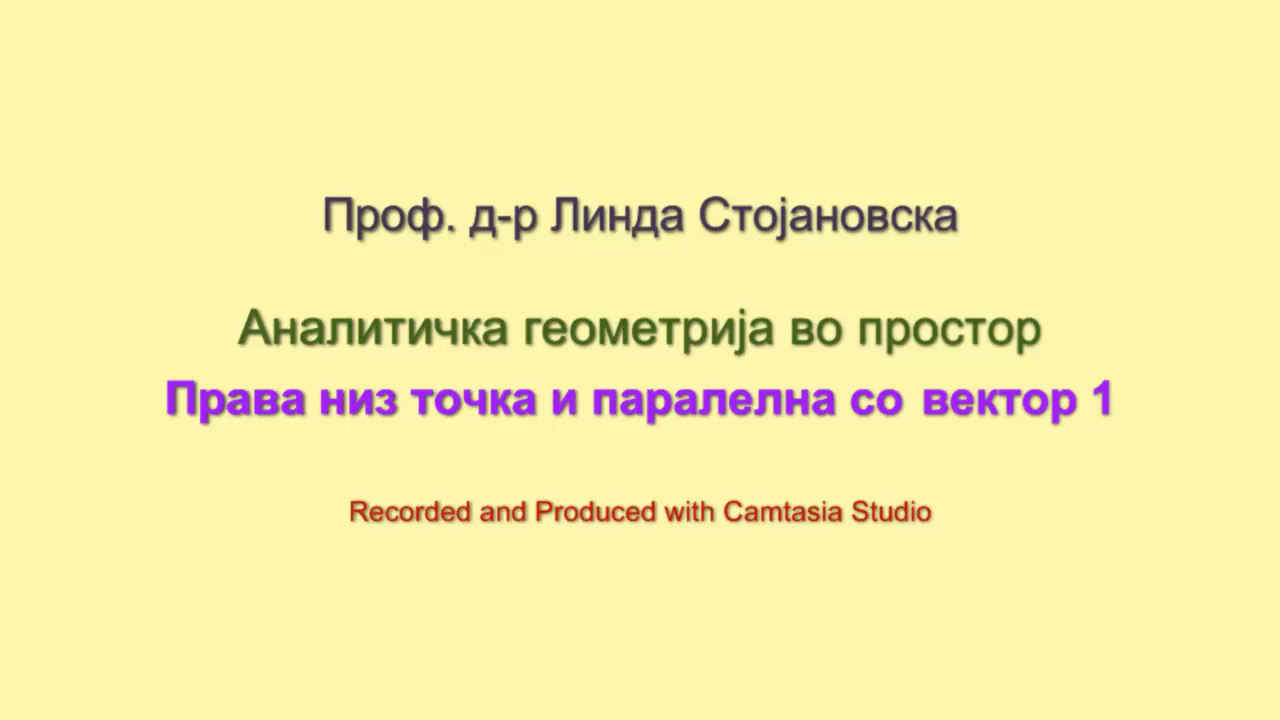 Проф. д-р Линда Стојановска
Аналитичка геометрија во простор
Права низ точка и паралелна со вектор 1
Recorded and Produced with Camtasia Studio